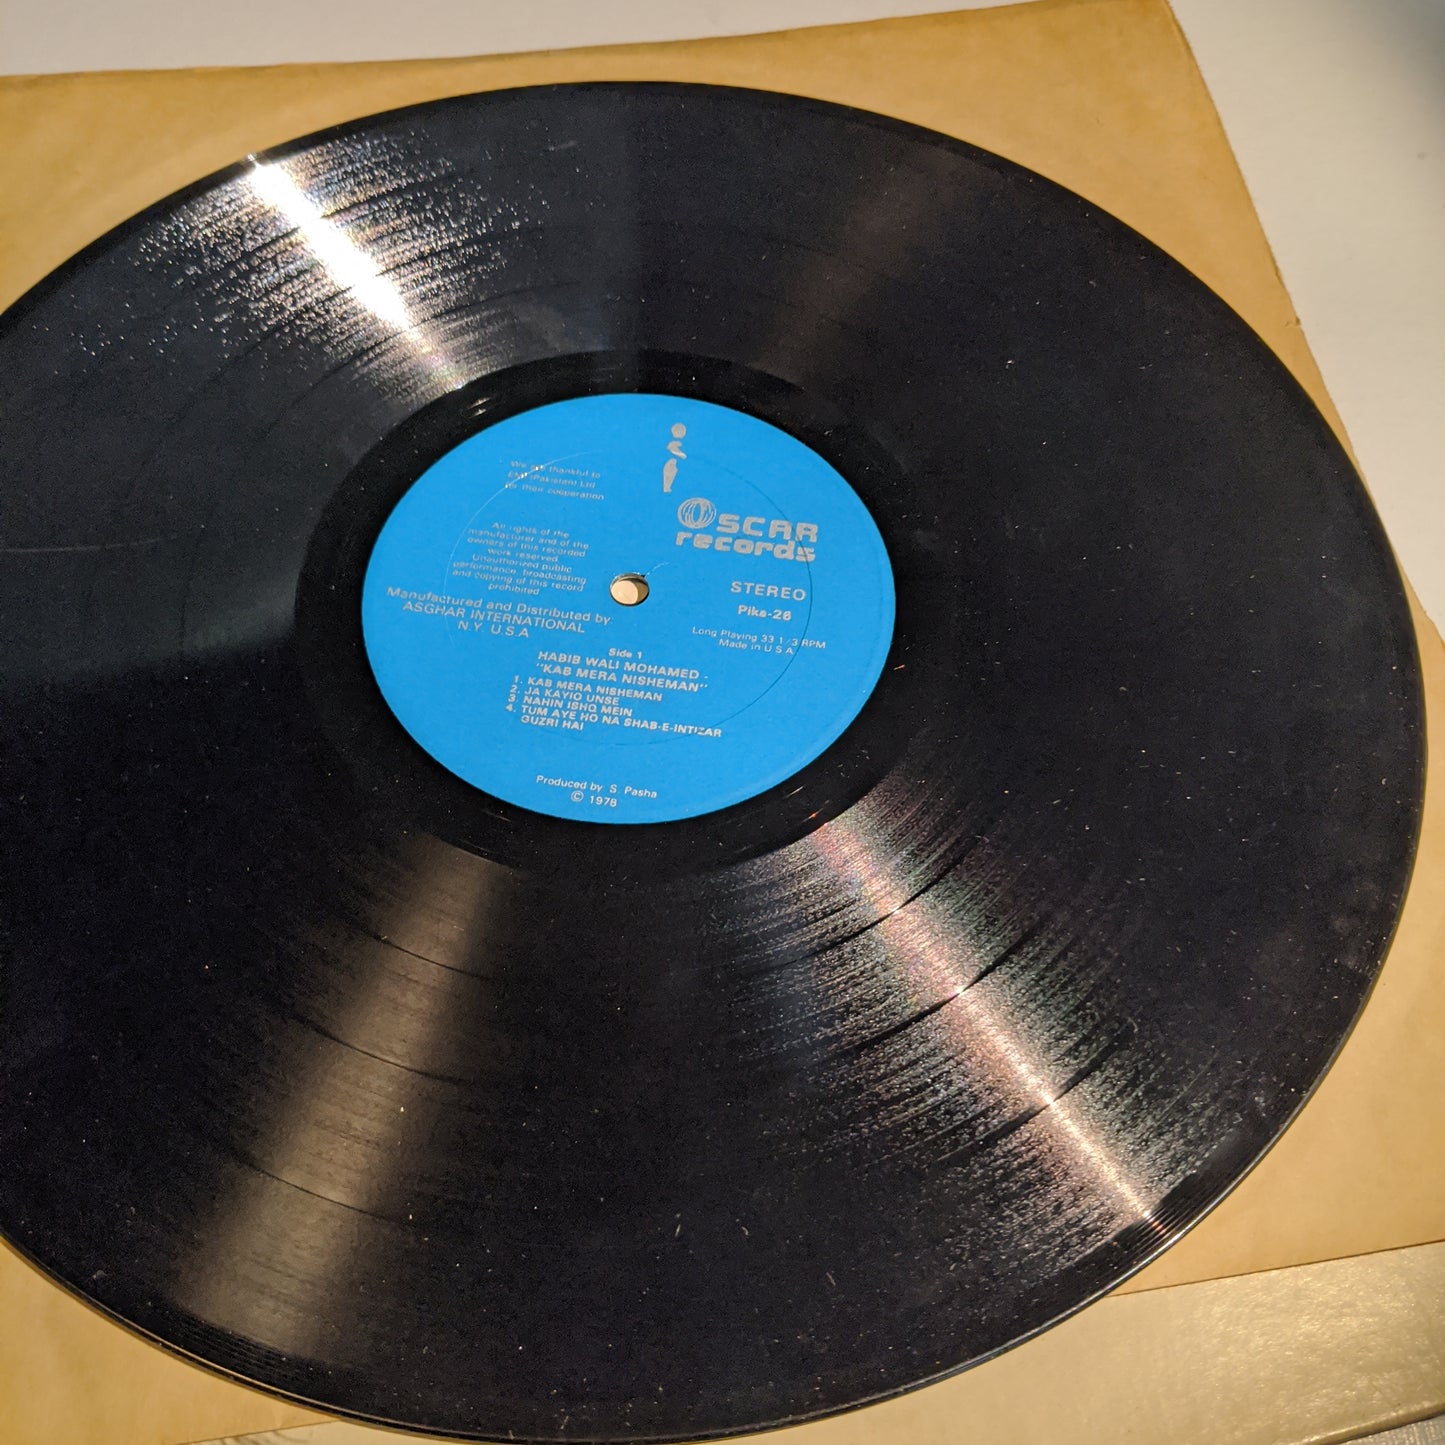 We are thankful to
EMI (Pakistan) Ltd
for their cooperation
OSCAR
records
All rights of the
manufacturer and of the
owners of this recorded
work reserved
Unauthorized public
performance, broadcasting
and copying of this record
prohibited
Manufactured and Distributed by:
ASGHAR INTERNATIONAL
N.Y. U.S.A
STEREO
Pika-26
Long Playing 33 1/3 RPM
Made in U S A
Side 1
HABIB WALI MOHAMED -
"KAB MERA NISHEMAN"
1. KAB MERA NISHEMAN
2. JA KAYIO UNSE
3. NAHIN ISHQ MEIN
4. TUM AYE HO NA SHAB-E-INTIZAR
GUZRI HAI
Produced by S. Pasha
© 1978